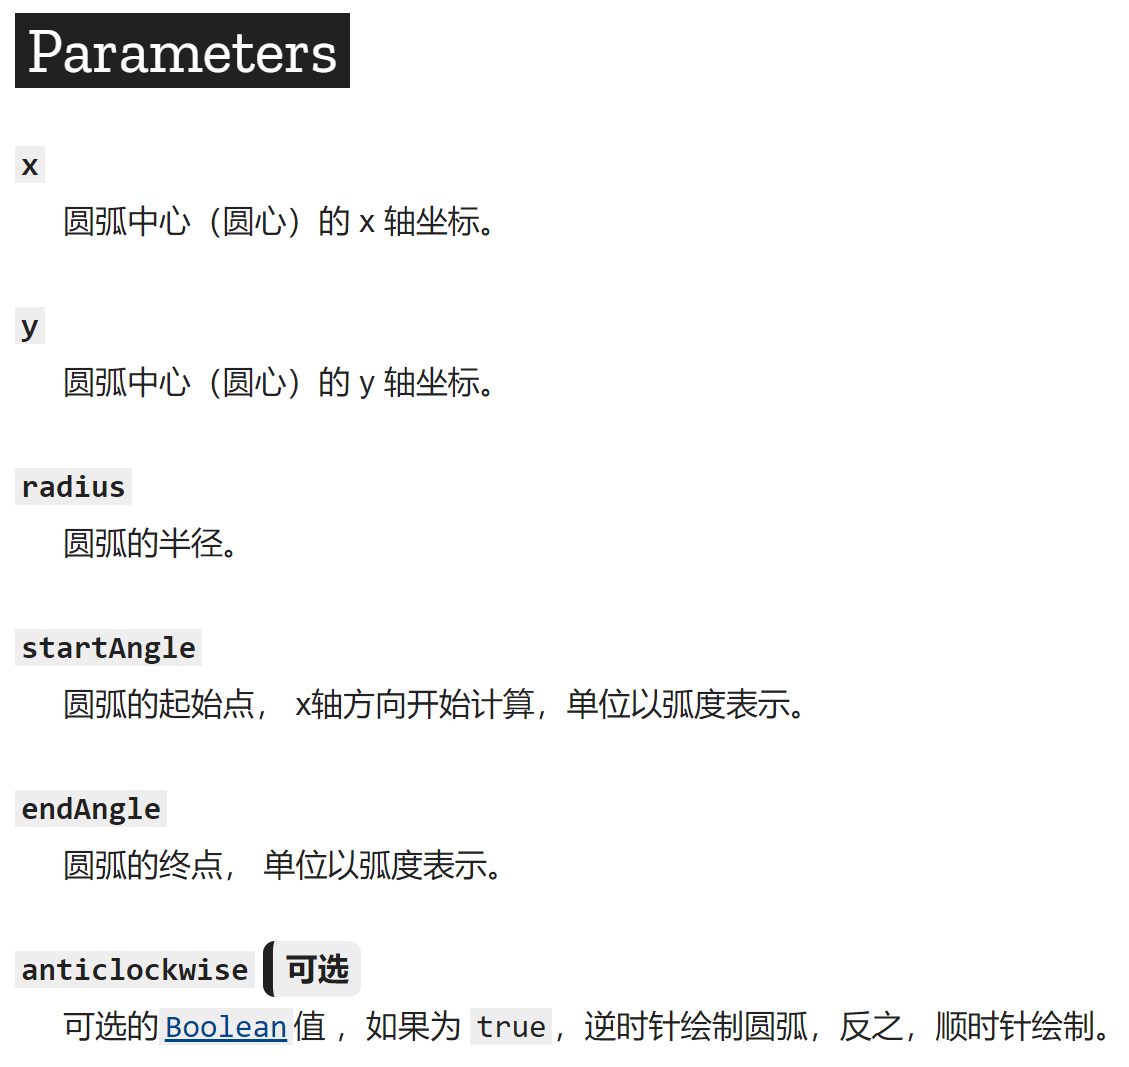 Parameters
x
圆弧中心（圆心）的 x 轴坐标。
y
圆弧中心（圆心）的 y 轴坐标。
radius
圆弧的半径。
startAngle
圆弧的起始点， x轴方向开始计算，单位以弧度表示。
endAngle
圆弧的终点， 单位以弧度表示。
anticlockwise 可选
可选的Boolean值 ，如果为 true，逆时针绘制圆弧，反之，顺时针绘制。